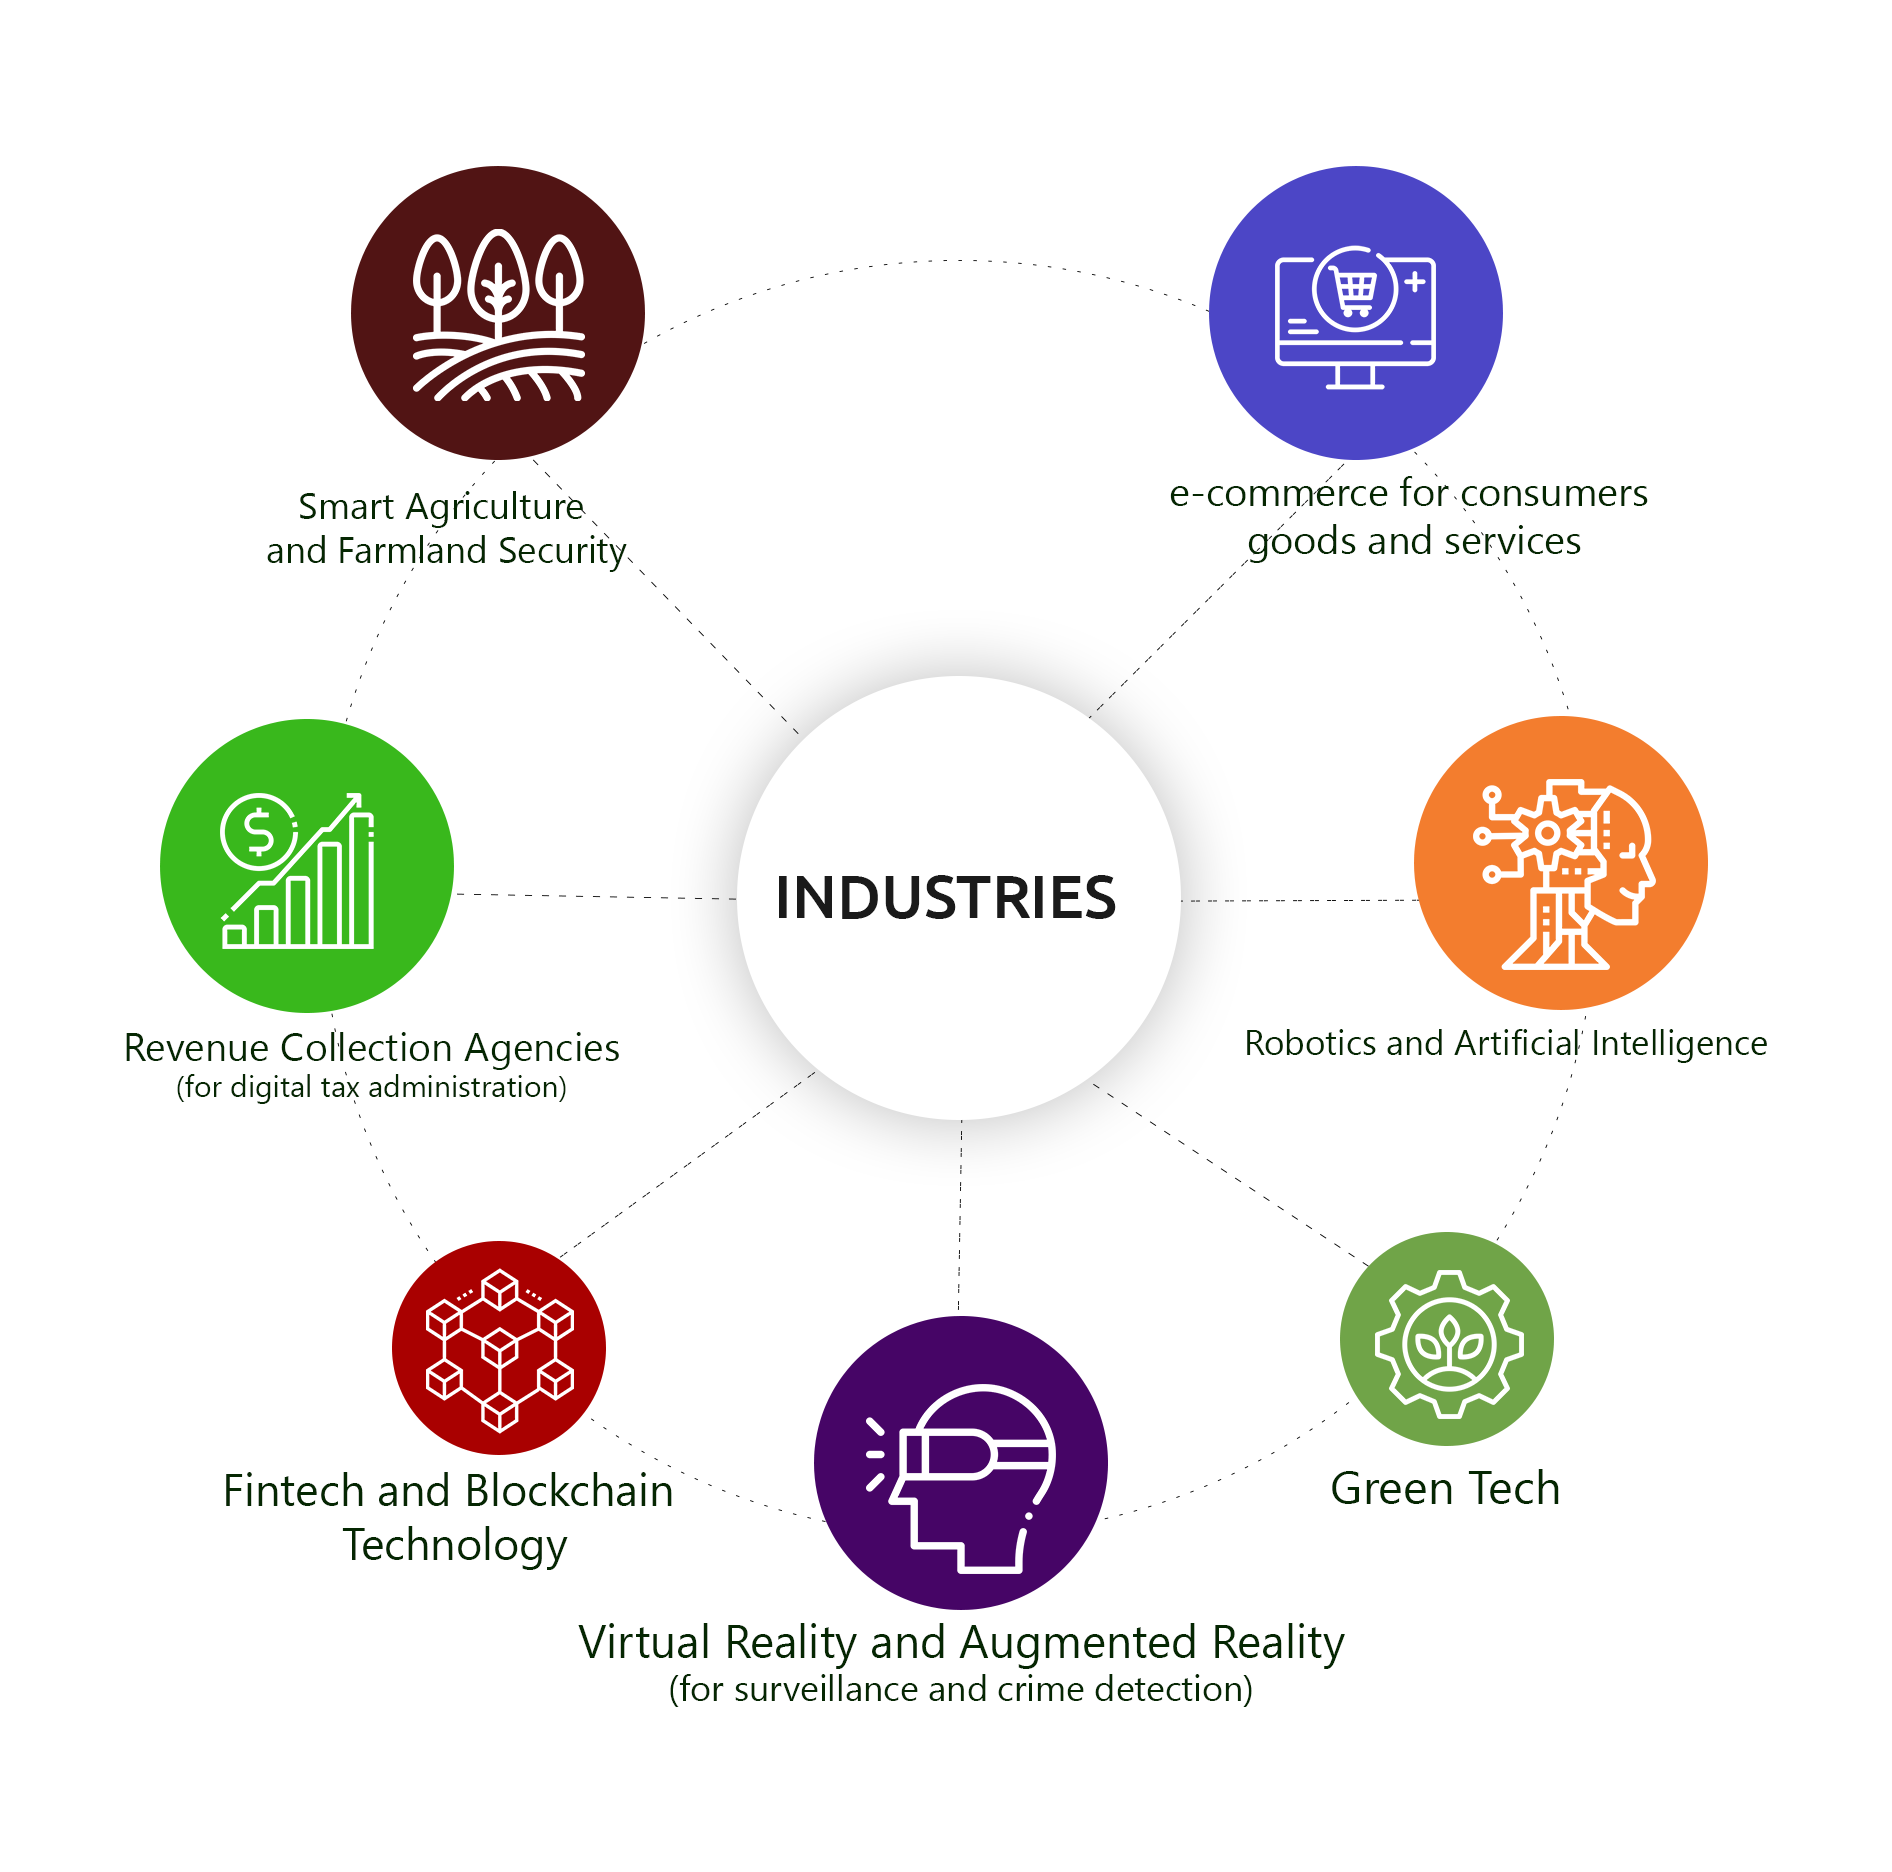 Smart Agriculture
and Farmland Security
e-commerce for consumers
goods and services
INDUSTRIES
$
Revenue Collection Agencies
(for digital tax administration)
Robotics and Artificial Intelligence
Fintech and Blockchain
Technology
Green Tech
Virtual Reality and Augmented Reality
(for surveillance and crime detection)